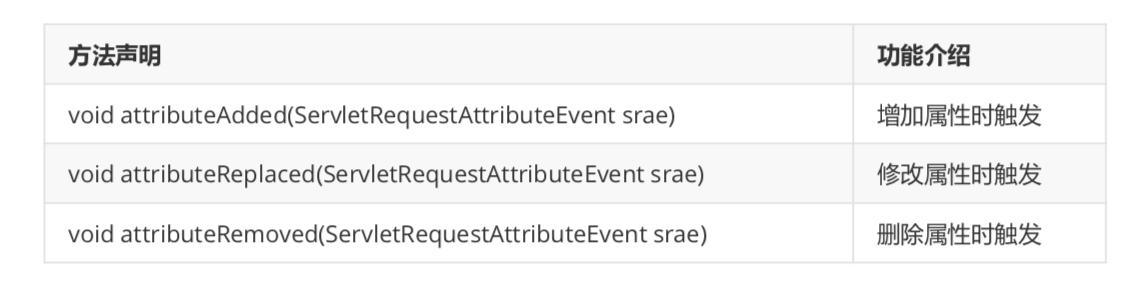 方法声明 功能介绍
void attributeAdded(ServletRequestAttributeEvent srae) 增加属性时触发
void attributeReplaced(ServletRequestAttributeEvent srae) 修改属性时触发
void attributeRemoved(ServletRequestAttributeEvent srae) 删除属性时触发